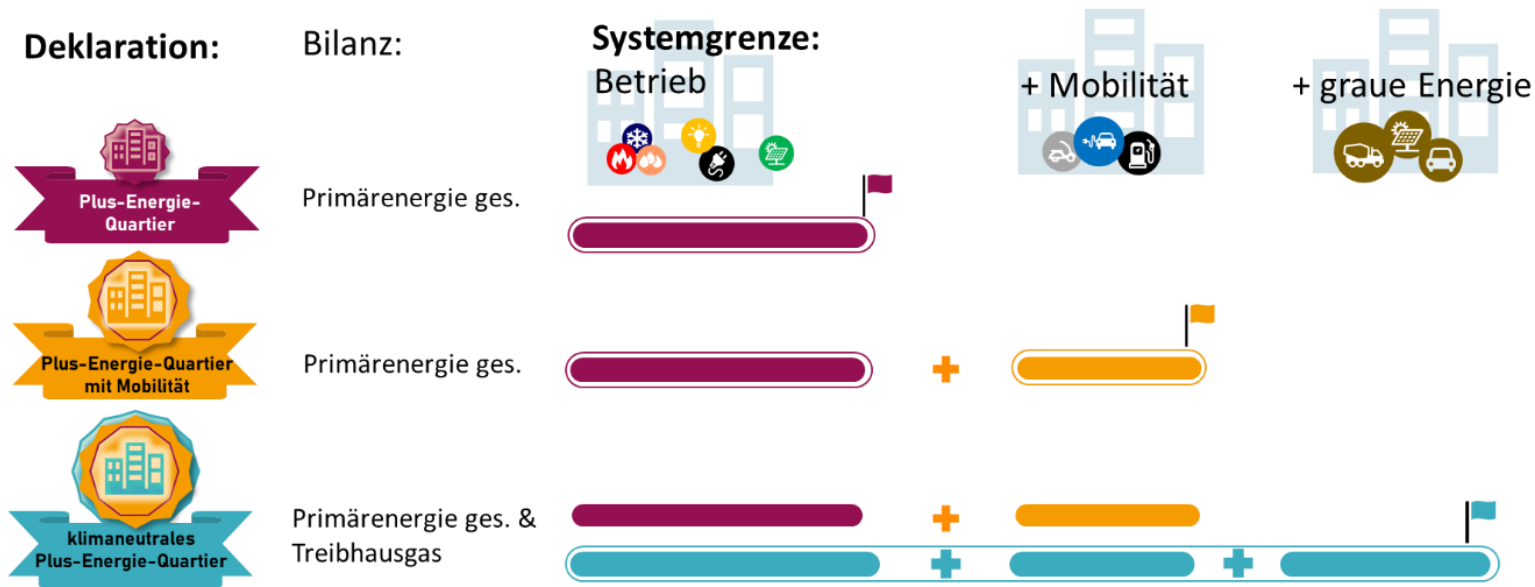 Deklaration:
Bilanz:
Systemgrenze:
Betrieb
+ Mobilität
+ graue Energie
Plus-Energie-
Quartier
Primärenergie ges.
Plus-Energie-Quartier
mit Mobilität
Primärenergie ges.
klimaneutrales
Plus-Energie-Quartier
Primärenergie ges. &
Treibhausgas